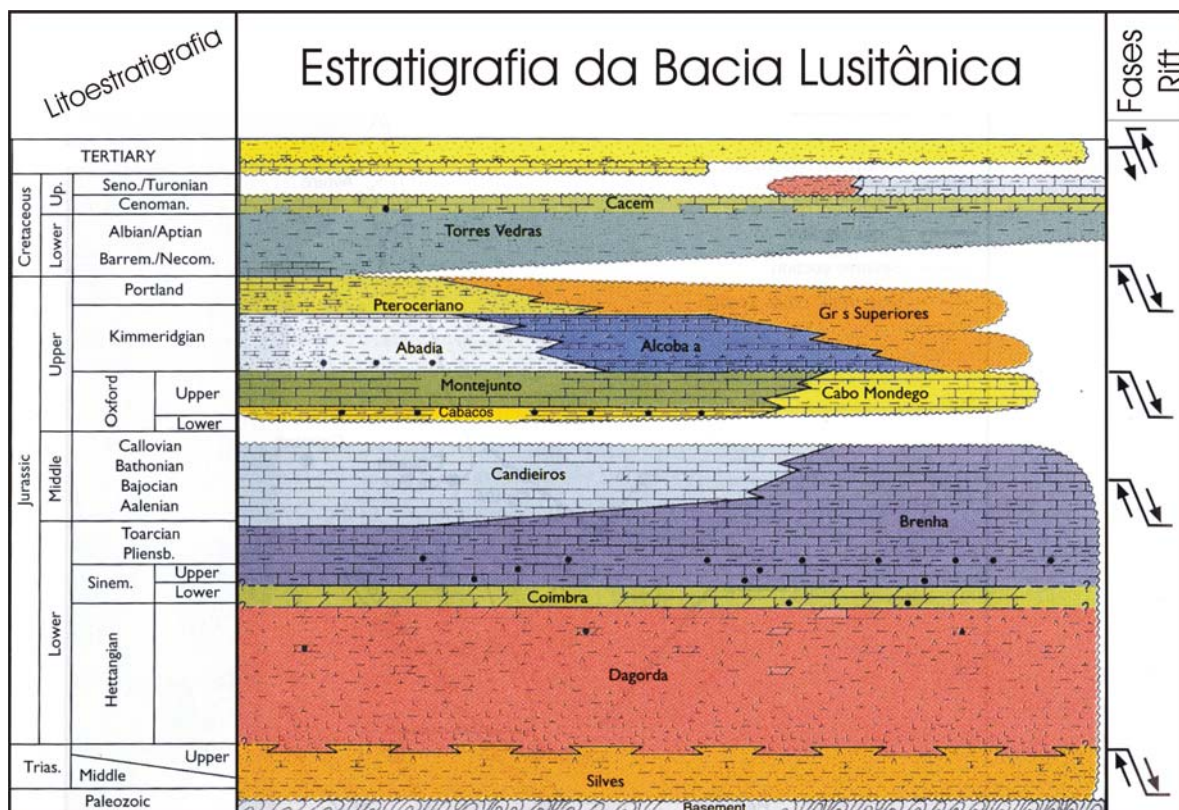 Litoestratigrafia
Estratigrafia da Bacia Lusitânica
Fases
Rift
TERTIARY
Cretaceous
Up.
Seno./Turonian
Cenoman.
Cacem
Lower
Albian/Aptian
Barrem./Necom.
Torres Vedras
Jurassic
Upper
Portland
Pteroceriano
Gr s Superiores
Kimmeridgian
Abadia
Alcoba a
Oxford
Upper
Montejunto
Cabo Mondego
Cabacos
Lower
Middle
Callovian
Bathonian
Bajocian
Aalenian
Candieiros
Brenha
Lower
Toarcian
Pliensb.
Sinem.
Upper
Lower
?
?
Coimbra
Hettangian
Dagorda
?
?
Trias.
Upper
Middle
Silves
Paleozoic
Basement